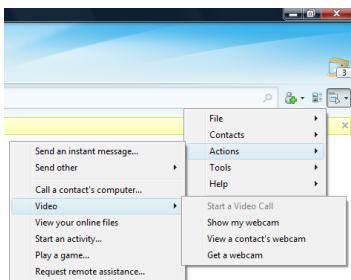 3
File
Contacts
Actions
Tools
Help
Send an instant message...
Send other
Call a contact's computer...
Video
View your online files
Start an activity...
Play a game...
Request remote assistance...
Start a Video Call
Show my webcam
View a contact's webcam
Get a webcam